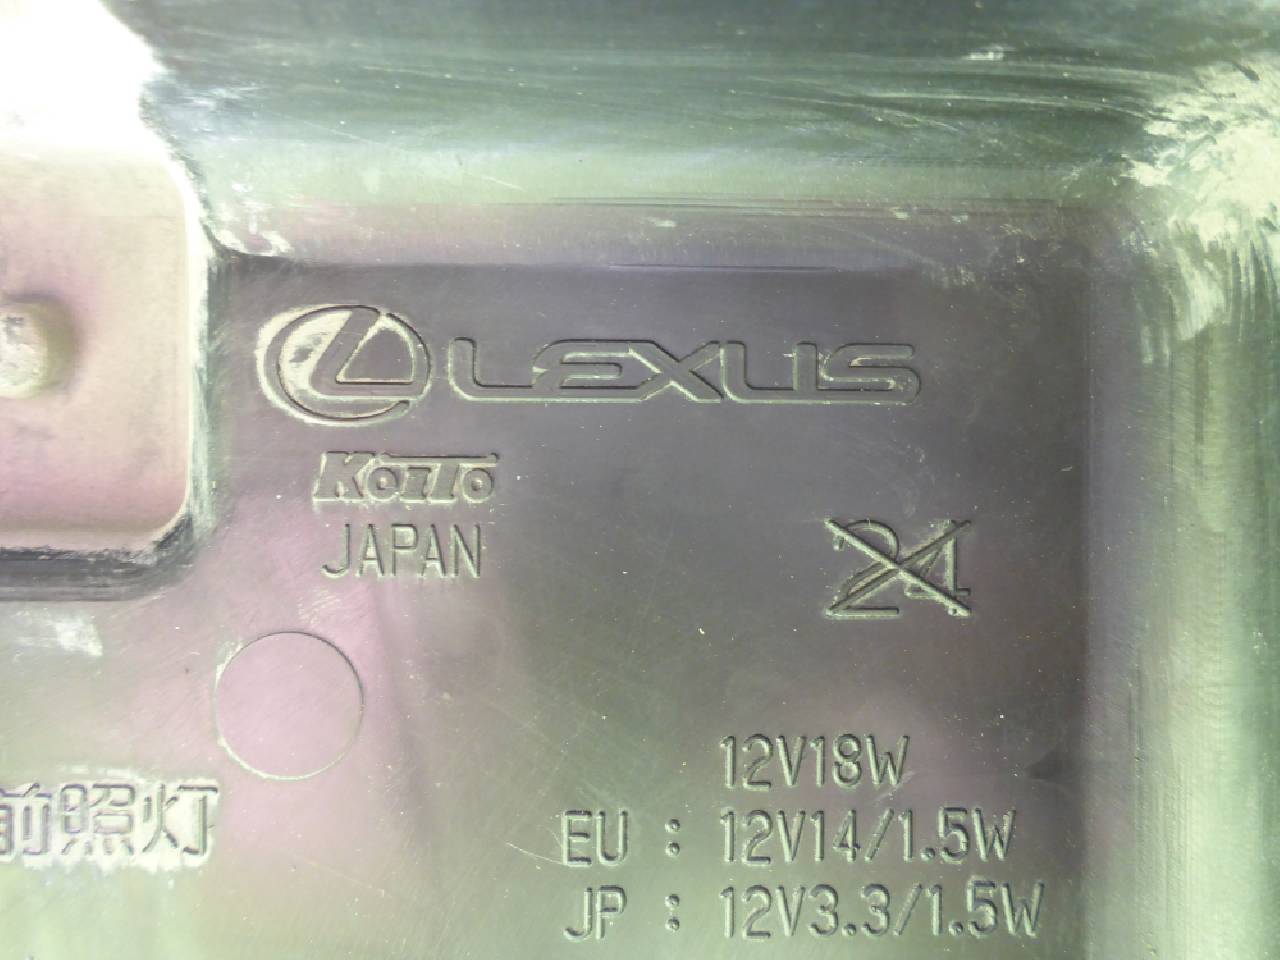 LEXUS
KOITO
JAPAN
24
12V18W
前照灯
EU : 12V14/1.5W
JP : 12V3.3/1.5W